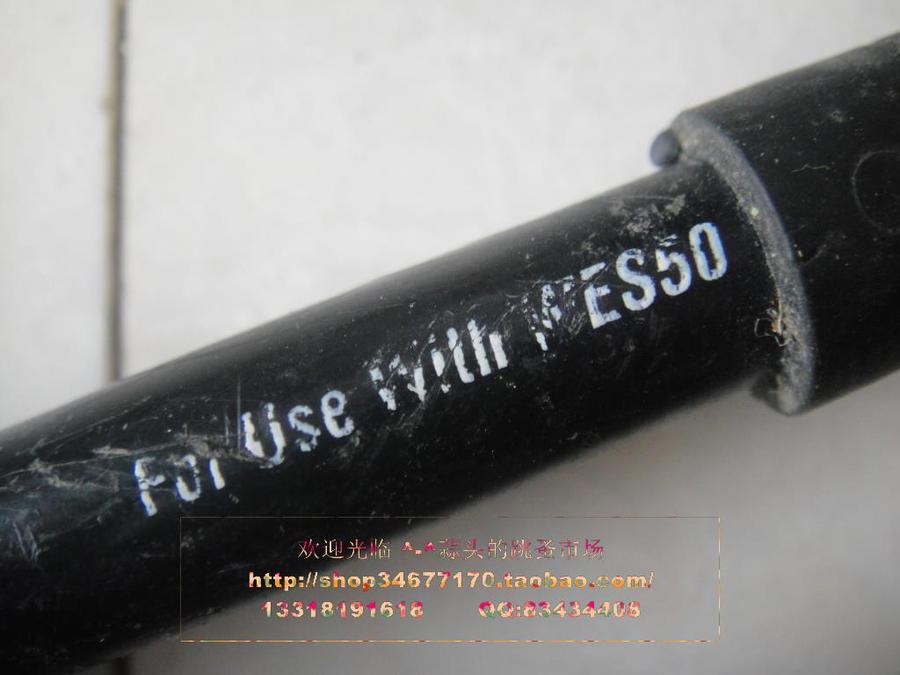 For Use With WES50
欢迎光临 ^-^蒜头的跳蚤市场
http://shop34677170.taobao.com/
13318191618 QQ:83434408